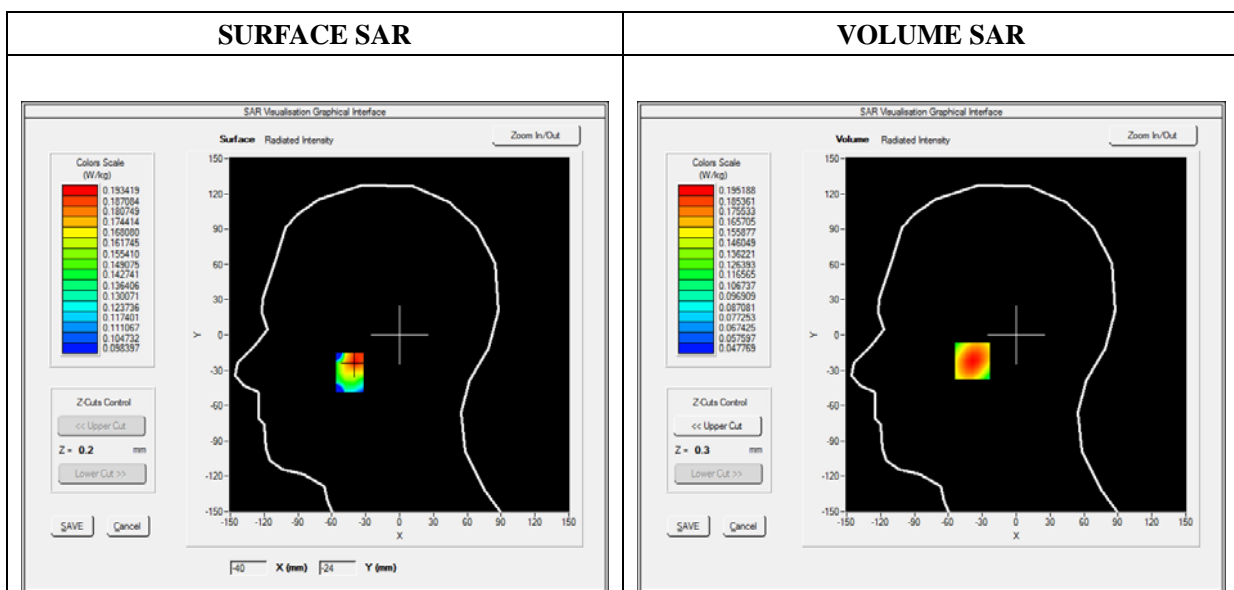 SURFACE SAR
SAR Visualisation Graphical Interface
Surface Radiated Intensity
Zoom In/Out
Colors Scale
(W/kg)
0.193419
0.187084
0.180749
0.174414
0.168080
0.161745
0.155410
0.149075
0.142741
0.136406
0.130071
0.123736
0.117401
0.111067
0.104732
0.098397
Z-Cuts Control
<< Upper Cut
Z = 0.2 mm
Lower Cut >>
SAVE Cancel
150
120
90
60
30
0
-30
-60
-90
-120
-150
Y
-150 -120 -90 -60 -30 0 30 60 90 120 150
X
-40 X (mm) -24 Y (mm)
VOLUME SAR
SAR Visualisation Graphical Interface
Volume Radiated Intensity
Zoom In/Out
Colors Scale
(W/kg)
0.195188
0.185361
0.175533
0.165705
0.155877
0.146049
0.136221
0.126393
0.116565
0.106737
0.096909
0.087081
0.077253
0.067425
0.057597
0.047769
Z-Cuts Control
<< Upper Cut
Z = 0.3 mm
Lower Cut >>
SAVE Cancel
150
120
90
60
30
0
-30
-60
-90
-120
-150
Y
-150 -120 -90 -60 -30 0 30 60 90 120 150
X